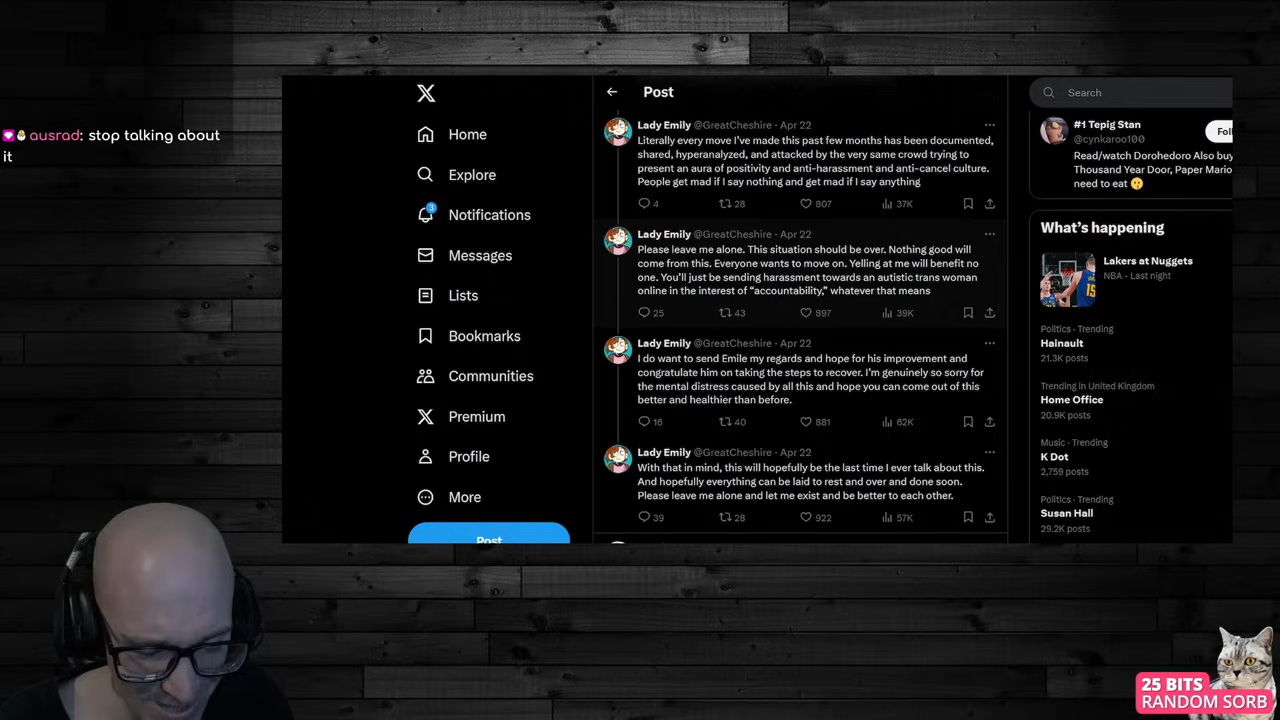 ausrad: stop talking about
it
Home
Explore
3
Notifications
Messages
Lists
Bookmarks
Communities
Premium
Profile
More
Post
Post
Lady Emily @GreatCheshire · Apr 22
Literally every move I've made this past few months has been documented,
shared, hyperanalyzed, and attacked by the very same crowd trying to
present an aura of positivity and anti-harassment and anti-cancel culture.
People get mad if I say nothing and get mad if I say anything
4 28 807 37K
Lady Emily @GreatCheshire · Apr 22
Please leave me alone. This situation should be over. Nothing good will
come from this. Everyone wants to move on. Yelling at me will benefit no
one. You'll just be sending harassment towards an autistic trans woman
online in the interest of “accountability,” whatever that means
25 43 897 39K
Lady Emily @GreatCheshire · Apr 22
I do want to send Emile my regards and hope for his improvement and
congratulate him on taking the steps to recover. I'm genuinely so sorry for
the mental distress caused by all this and hope you can come out of this
better and healthier than before.
16 40 881 62K
Lady Emily @GreatCheshire · Apr 22
With that in mind, this will hopefully be the last time I ever talk about this.
And hopefully everything can be laid to rest and over and done soon.
Please leave me alone and let me exist and be better to each other.
39 28 922 57K
Search
#1 Tepig Stan
@cynkaroo100
Fol
Read/watch Dorohedoro Also buy
Thousand Year Door, Paper Mario
need to eat
What's happening
Lakers at Nuggets
NBA · Last night
Politics · Trending
Hainault
21.3K posts
Trending in United Kingdom
Home Office
20.9K posts
Music · Trending
K Dot
2,759 posts
Politics · Trending
Susan Hall
29.2K posts
25 BITS
RANDOM SORB